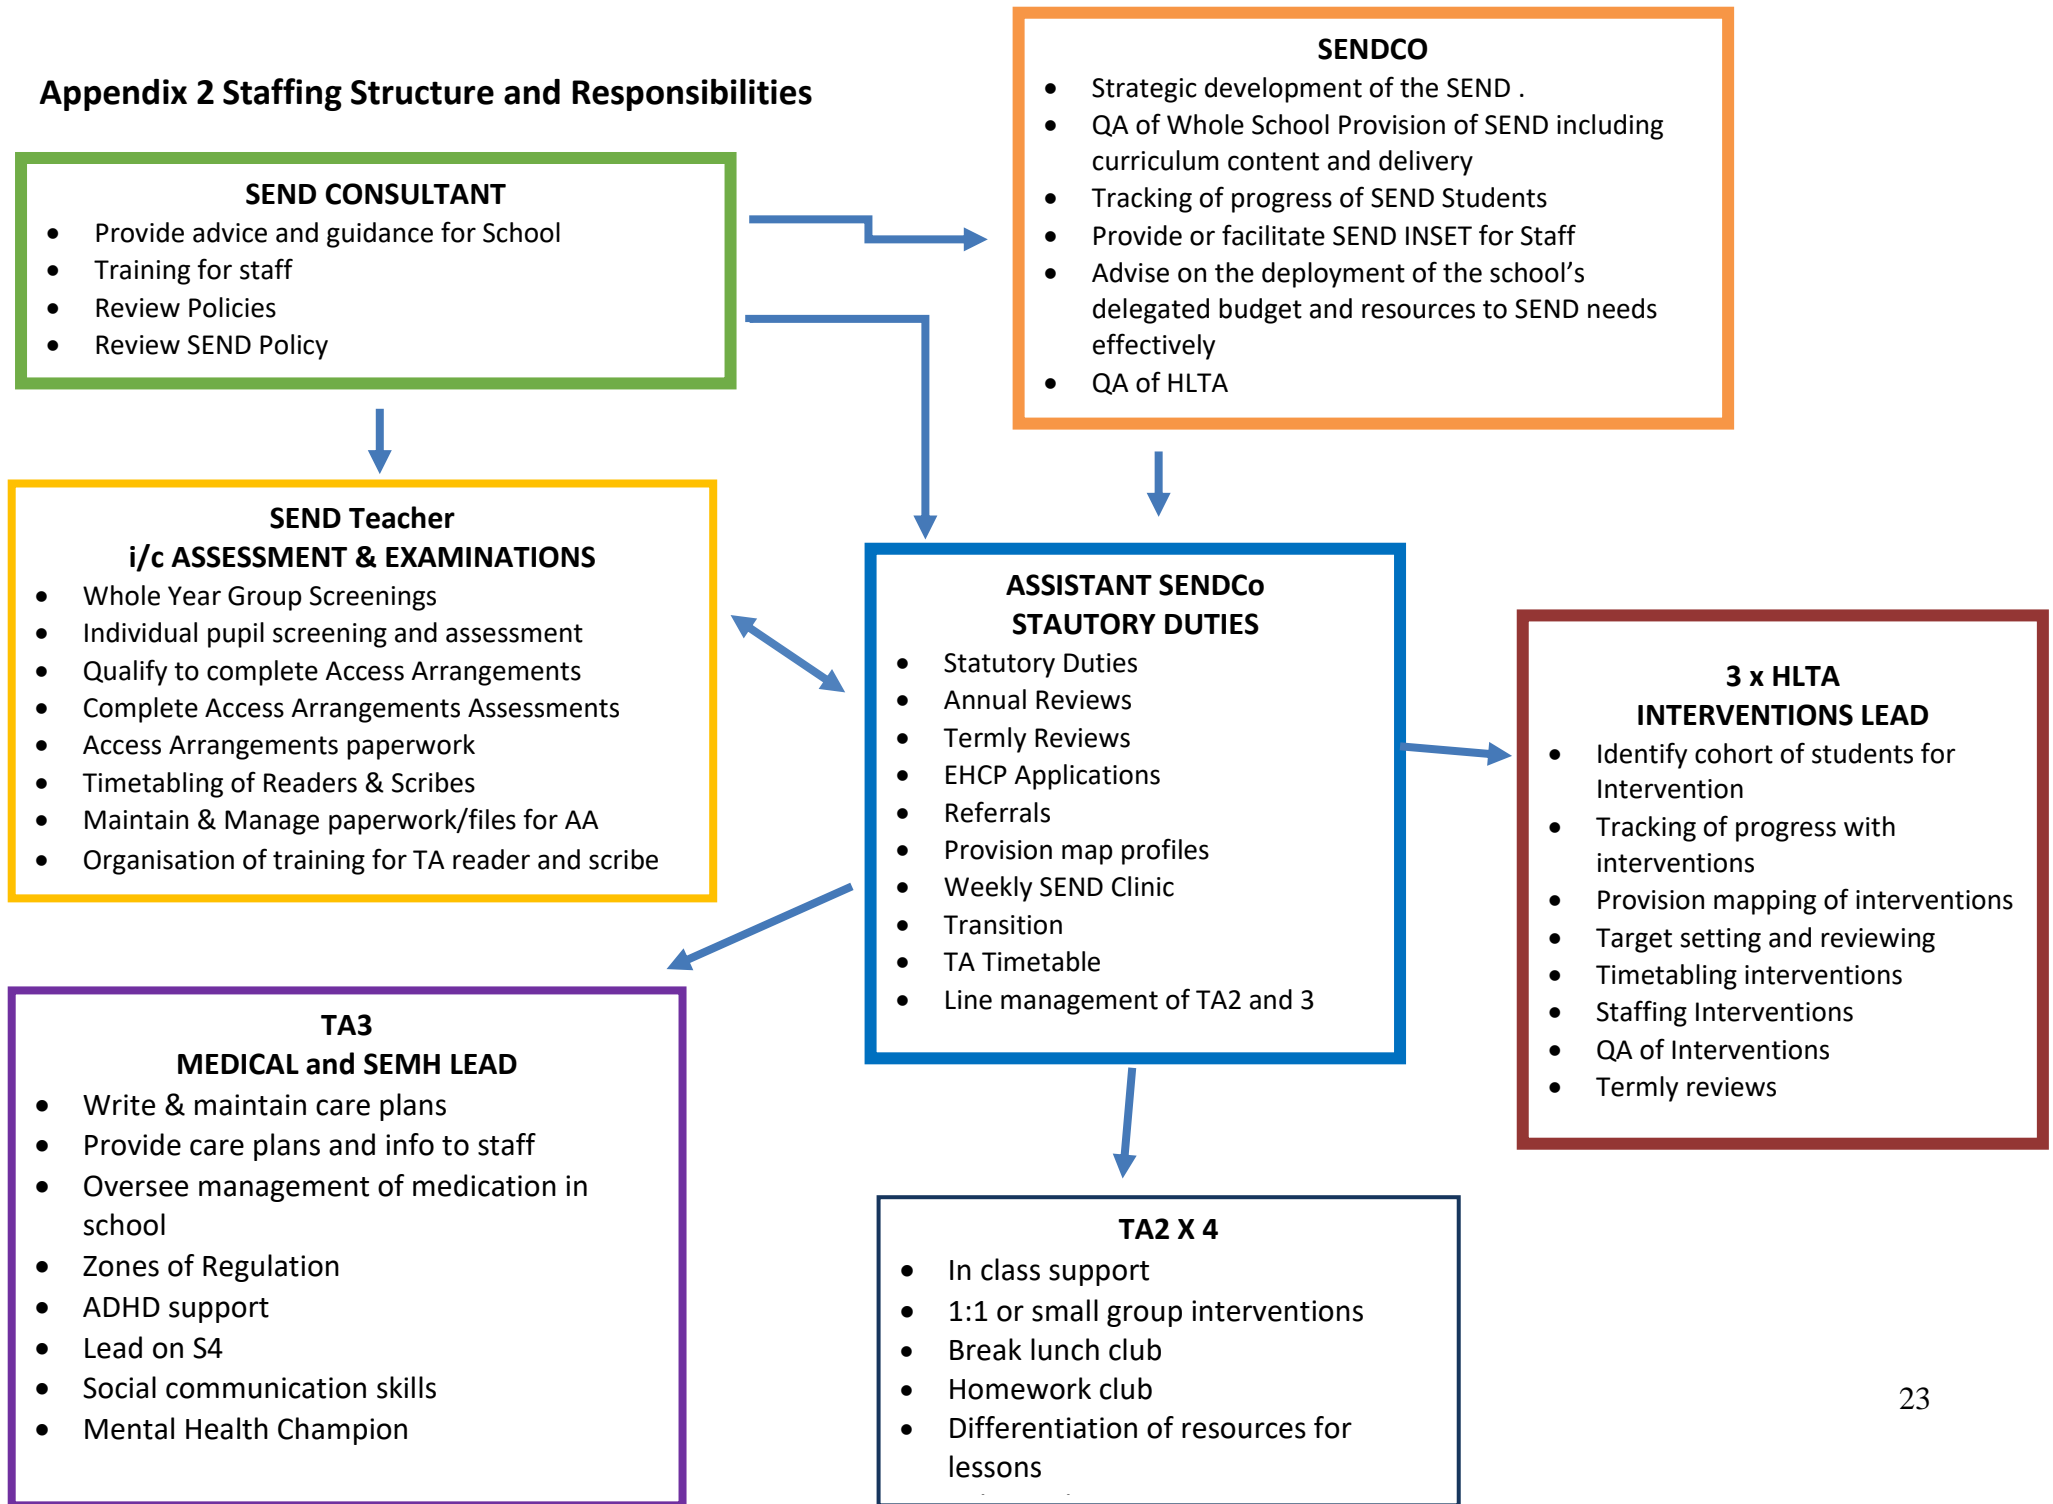 Appendix 2 Staffing Structure and Responsibilities
SEND CONSULTANT
• Provide advice and guidance for School
• Training for staff
• Review Policies
• Review SEND Policy
SENDCO
• Strategic development of the SEND .
• QA of Whole School Provision of SEND including
curriculum content and delivery
• Tracking of progress of SEND Students
• Provide or facilitate SEND INSET for Staff
• Advise on the deployment of the school’s
delegated budget and resources to SEND needs
effectively
• QA of HLTA
SEND Teacher
i/c ASSESSMENT & EXAMINATIONS
• Whole Year Group Screenings
• Individual pupil screening and assessment
• Qualify to complete Access Arrangements
• Complete Access Arrangements Assessments
• Access Arrangements paperwork
• Timetabling of Readers & Scribes
• Maintain & Manage paperwork/files for AA
• Organisation of training for TA reader and scribe
ASSISTANT SENDCo
STAUTORY DUTIES
• Statutory Duties
• Annual Reviews
• Termly Reviews
• EHCP Applications
• Referrals
• Provision map profiles
• Weekly SEND Clinic
• Transition
• TA Timetable
• Line management of TA2 and 3
3 x HLTA
INTERVENTIONS LEAD
• Identify cohort of students for
Intervention
• Tracking of progress with
interventions
• Provision mapping of interventions
• Target setting and reviewing
• Timetabling interventions
• Staffing Interventions
• QA of Interventions
• Termly reviews
TA3
MEDICAL and SEMH LEAD
• Write & maintain care plans
• Provide care plans and info to staff
• Oversee management of medication in
school
• Zones of Regulation
• ADHD support
• Lead on S4
• Social communication skills
• Mental Health Champion
TA2 X 4
• In class support
• 1:1 or small group interventions
• Break lunch club
• Homework club
• Differentiation of resources for
lessons
23